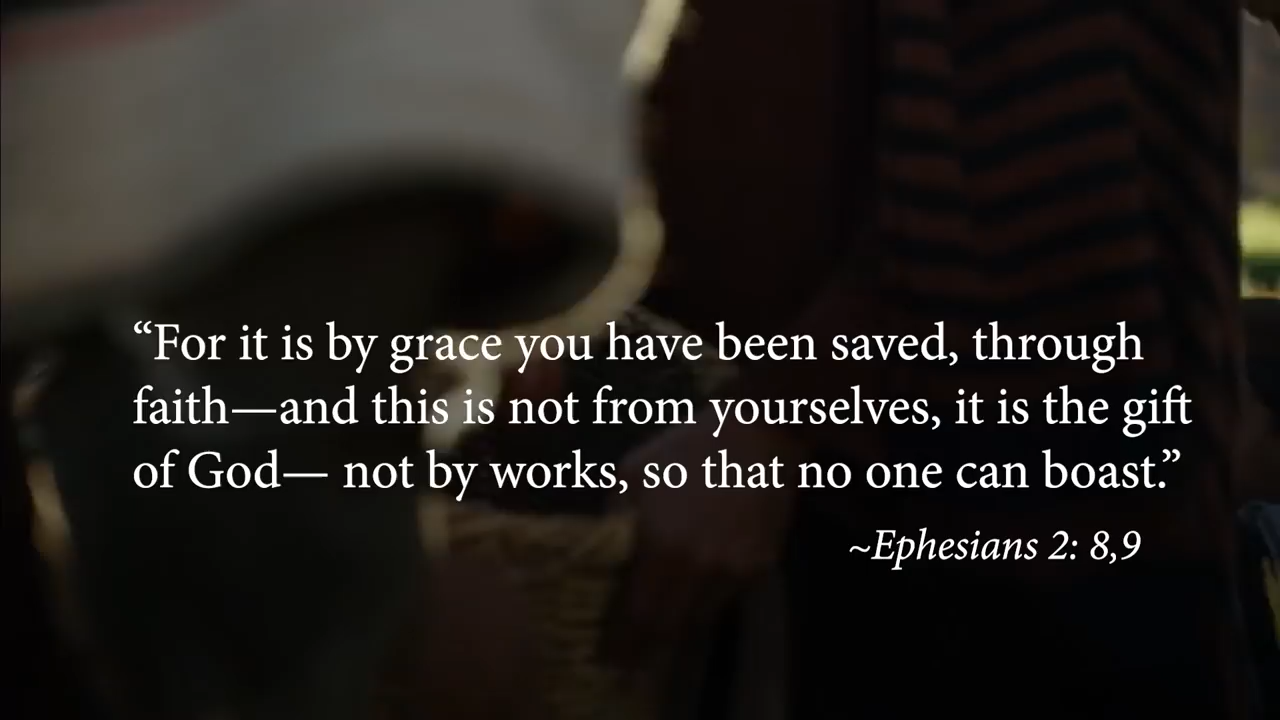 “For it is by grace you have been saved, through
faith—and this is not from yourselves, it is the gift
of God— not by works, so that no one can boast.”
~Ephesians 2: 8,9